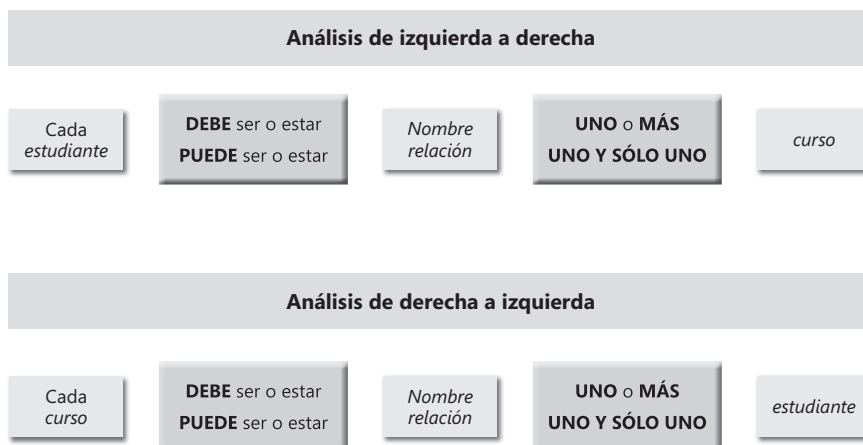 Análisis de izquierda a derecha
Cada
estudiante
DEBE ser o estar
PUEDE ser o estar
Nombre
relación
UNO o MÁS
UNO Y SÓLO UNO
curso
Análisis de derecha a izquierda
Cada
curso
DEBE ser o estar
PUEDE ser o estar
Nombre
relación
UNO o MÁS
UNO Y SÓLO UNO
estudiante